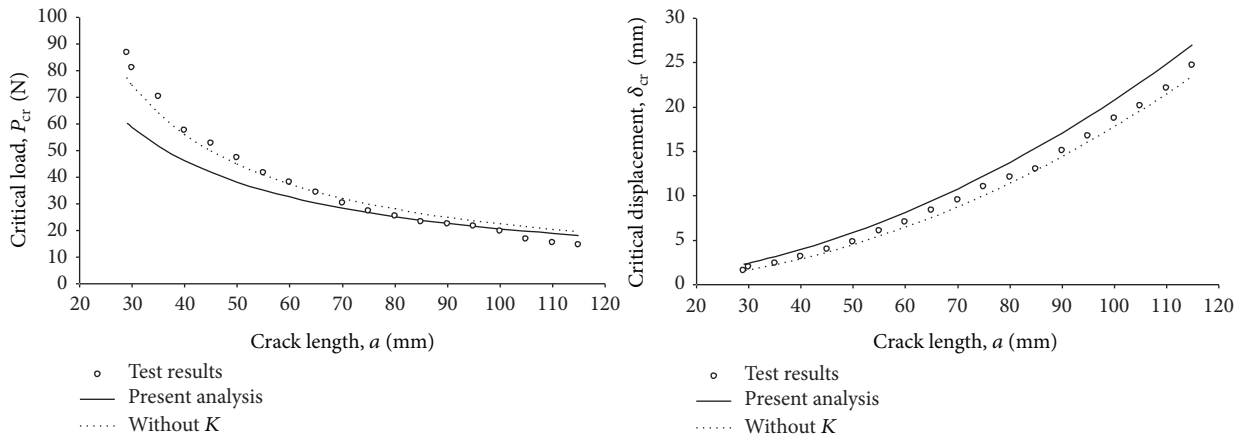 Critical load, P_cr (N)
100
90
80
70
60
50
40
30
20
10
0
20 30 40 50 60 70 80 90 100 110 120
Crack length, a (mm)
Test results
Present analysis
Without K
Critical displacement, δ_cr (mm)
30
25
20
15
10
5
0
20 30 40 50 60 70 80 90 100 110 120
Crack length, a (mm)
Test results
Present analysis
Without K